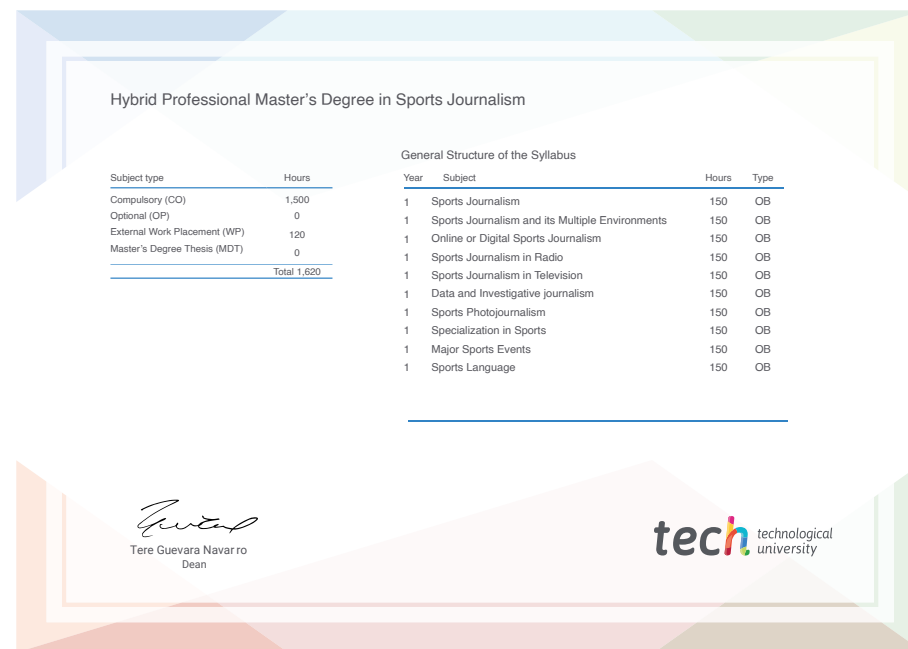 Hybrid Professional Master's Degree in Sports Journalism
Subject type Hours
Compulsory (CO) 1,500
Optional (OP) 0
External Work Placement (WP) 120
Master's Degree Thesis (MDT) 0
Total 1,620
General Structure of the Syllabus
Year Subject Hours Type
1 Sports Journalism 150 OB
1 Sports Journalism and its Multiple Environments 150 OB
1 Online or Digital Sports Journalism 150 OB
1 Sports Journalism in Radio 150 OB
1 Sports Journalism in Television 150 OB
1 Data and Investigative journalism 150 OB
1 Sports Photojournalism 150 OB
1 Specialization in Sports 150 OB
1 Major Sports Events 150 OB
1 Sports Language 150 OB
Tere Guevara Navarro
Dean
tech technological
university